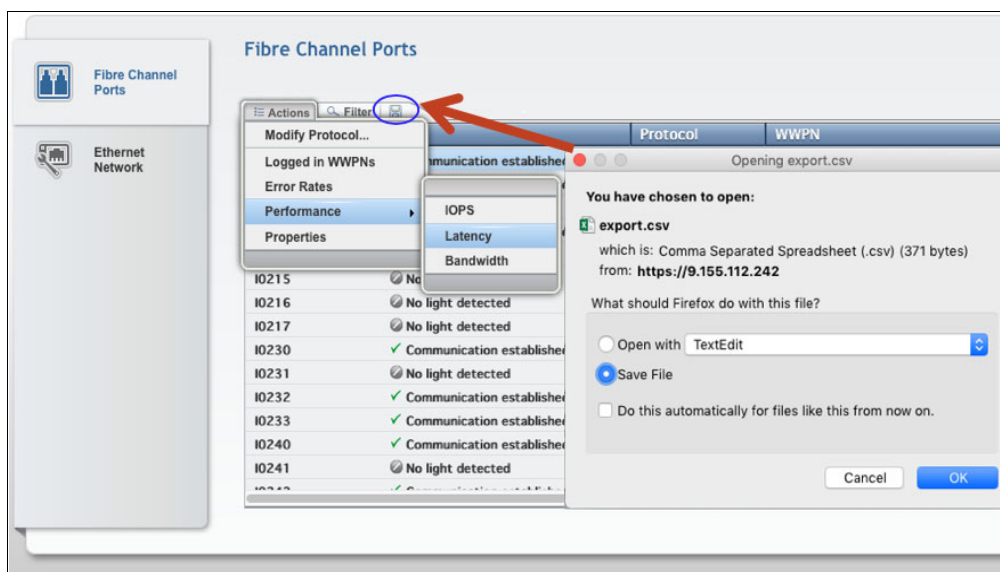 Fibre Channel Ports
Fibre Channel
Ports
Ethernet
Network
Actions
Filter
Protocol
WWPN
Modify Protocol...
Logged in WWPNs
Error Rates
Performance
Properties
IOPS
Latency
Bandwidth
Communication established
I0215
No
I0216
No light detected
I0217
No light detected
I0230
Communication established
I0231
No light detected
I0232
Communication established
I0233
Communication established
I0240
Communication established
I0241
No light detected
Opening export.csv
You have chosen to open:
export.csv
which is: Comma Separated Spreadsheet (.csv) (371 bytes)
from: https://9.155.112.242
What should Firefox do with this file?
Open with TextEdit
Save File
Do this automatically for files like this from now on.
Cancel
OK